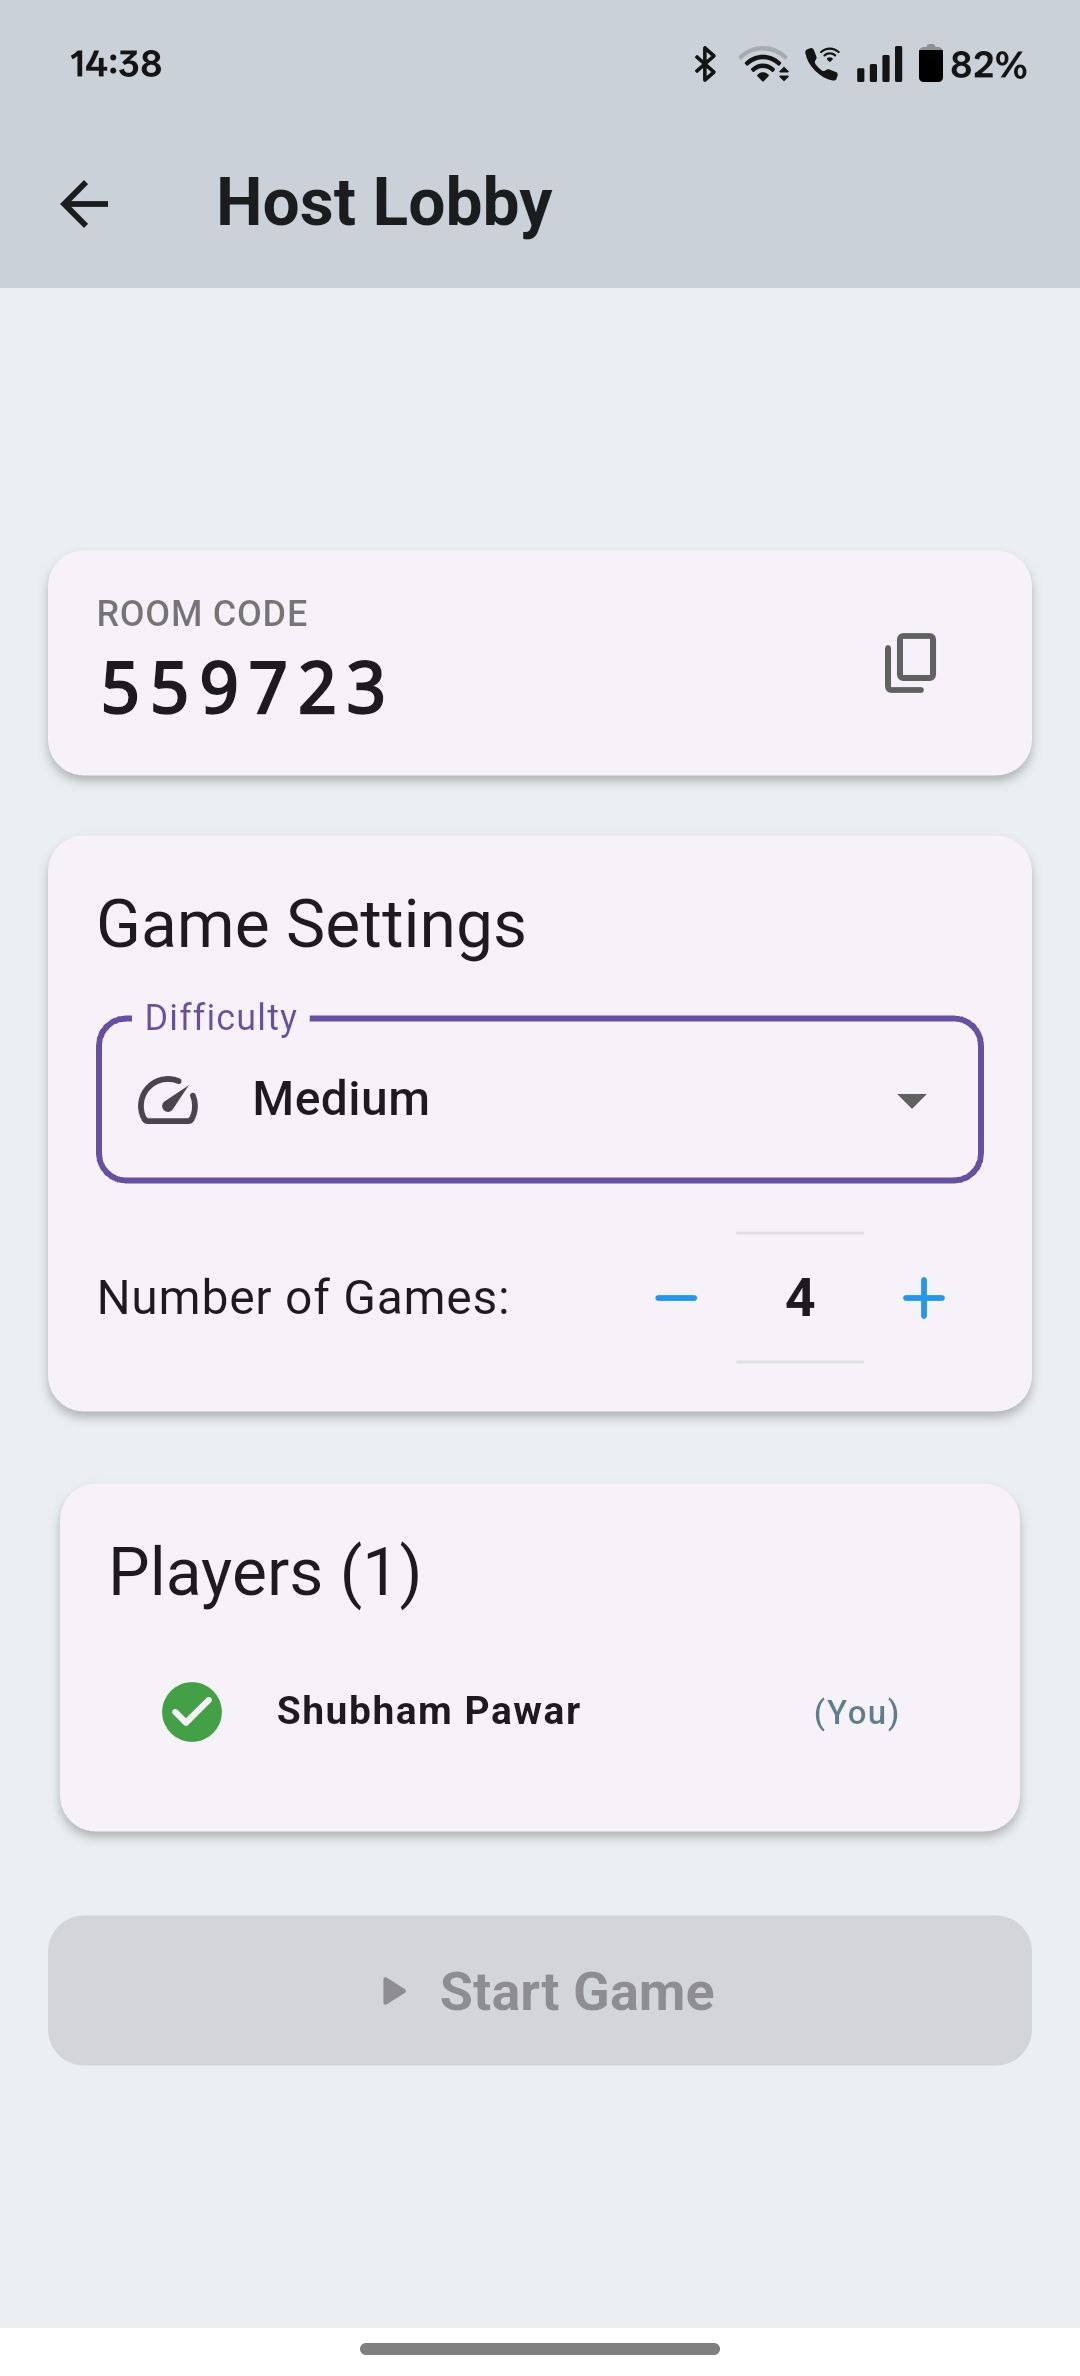 14:38
82%
Host Lobby
ROOM CODE
559723
Game Settings
Difficulty
Medium
Number of Games:
4
Players (1)
Shubham Pawar
(You)
Start Game